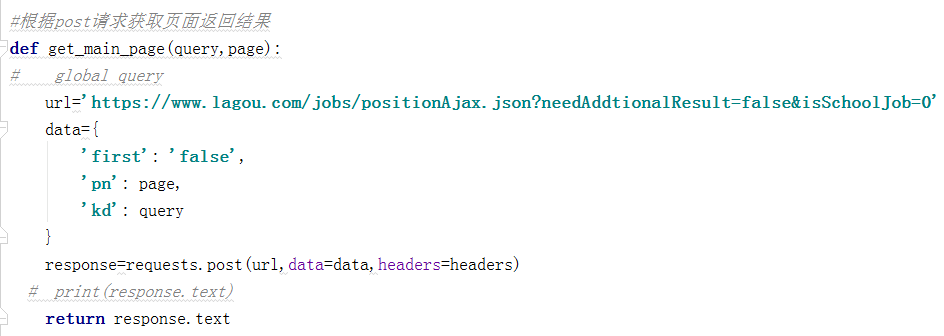 #根据post请求获取页面返回结果
def get_main_page(query,page):
#    global query
    url='https://www.lagou.com/jobs/positionAjax.json?needAddtionalResult=false&isSchoolJob=0'
    data={
        'first': 'false',
        'pn': page,
        'kd': query
    }
    response=requests.post(url,data=data,headers=headers)
  #  print(response.text)
    return response.text